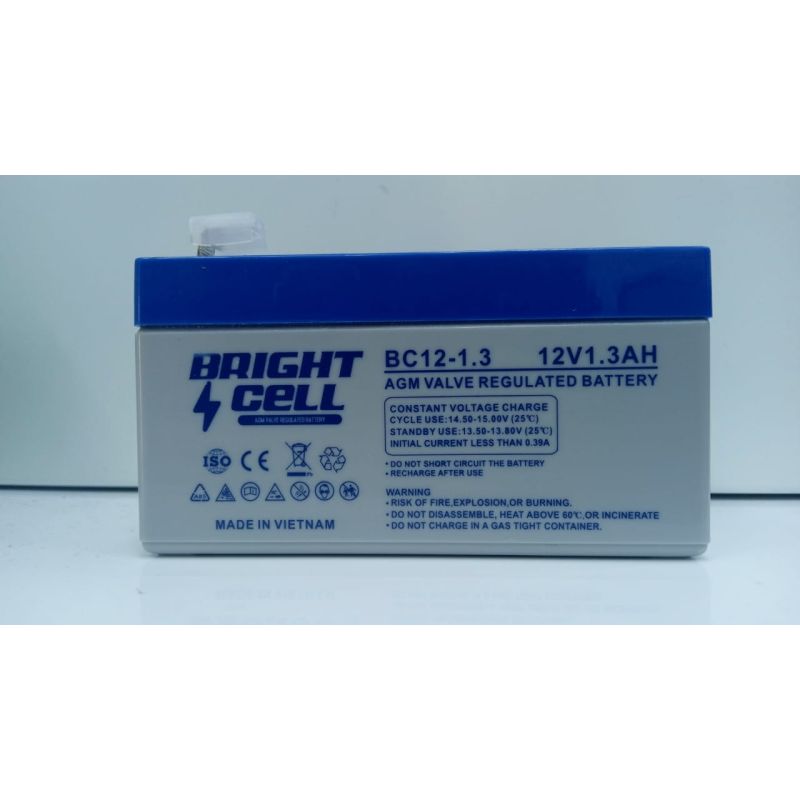 BRIGHT
CELL
AGM VALVE REGULATED BATTERY
ISO CE Pb
ABS
MADE IN VIETNAM
BC12-1.3 12V1.3AH
AGM VALVE REGULATED BATTERY
CONSTANT VOLTAGE CHARGE
CYCLE USE:14.50-15.00V (25℃)
STANDBY USE:13.50-13.80V (25℃)
INITIAL CURRENT LESS THAN 0.39A
• DO NOT SHORT CIRCUIT THE BATTERY
• RECHARGE AFTER USE
WARNING
• RISK OF FIRE,EXPLOSION,OR BURNING.
• DO NOT DISASSEMBLE, HEAT ABOVE 60℃,OR INCINERATE
• DO NOT CHARGE IN A GAS TIGHT CONTAINER.